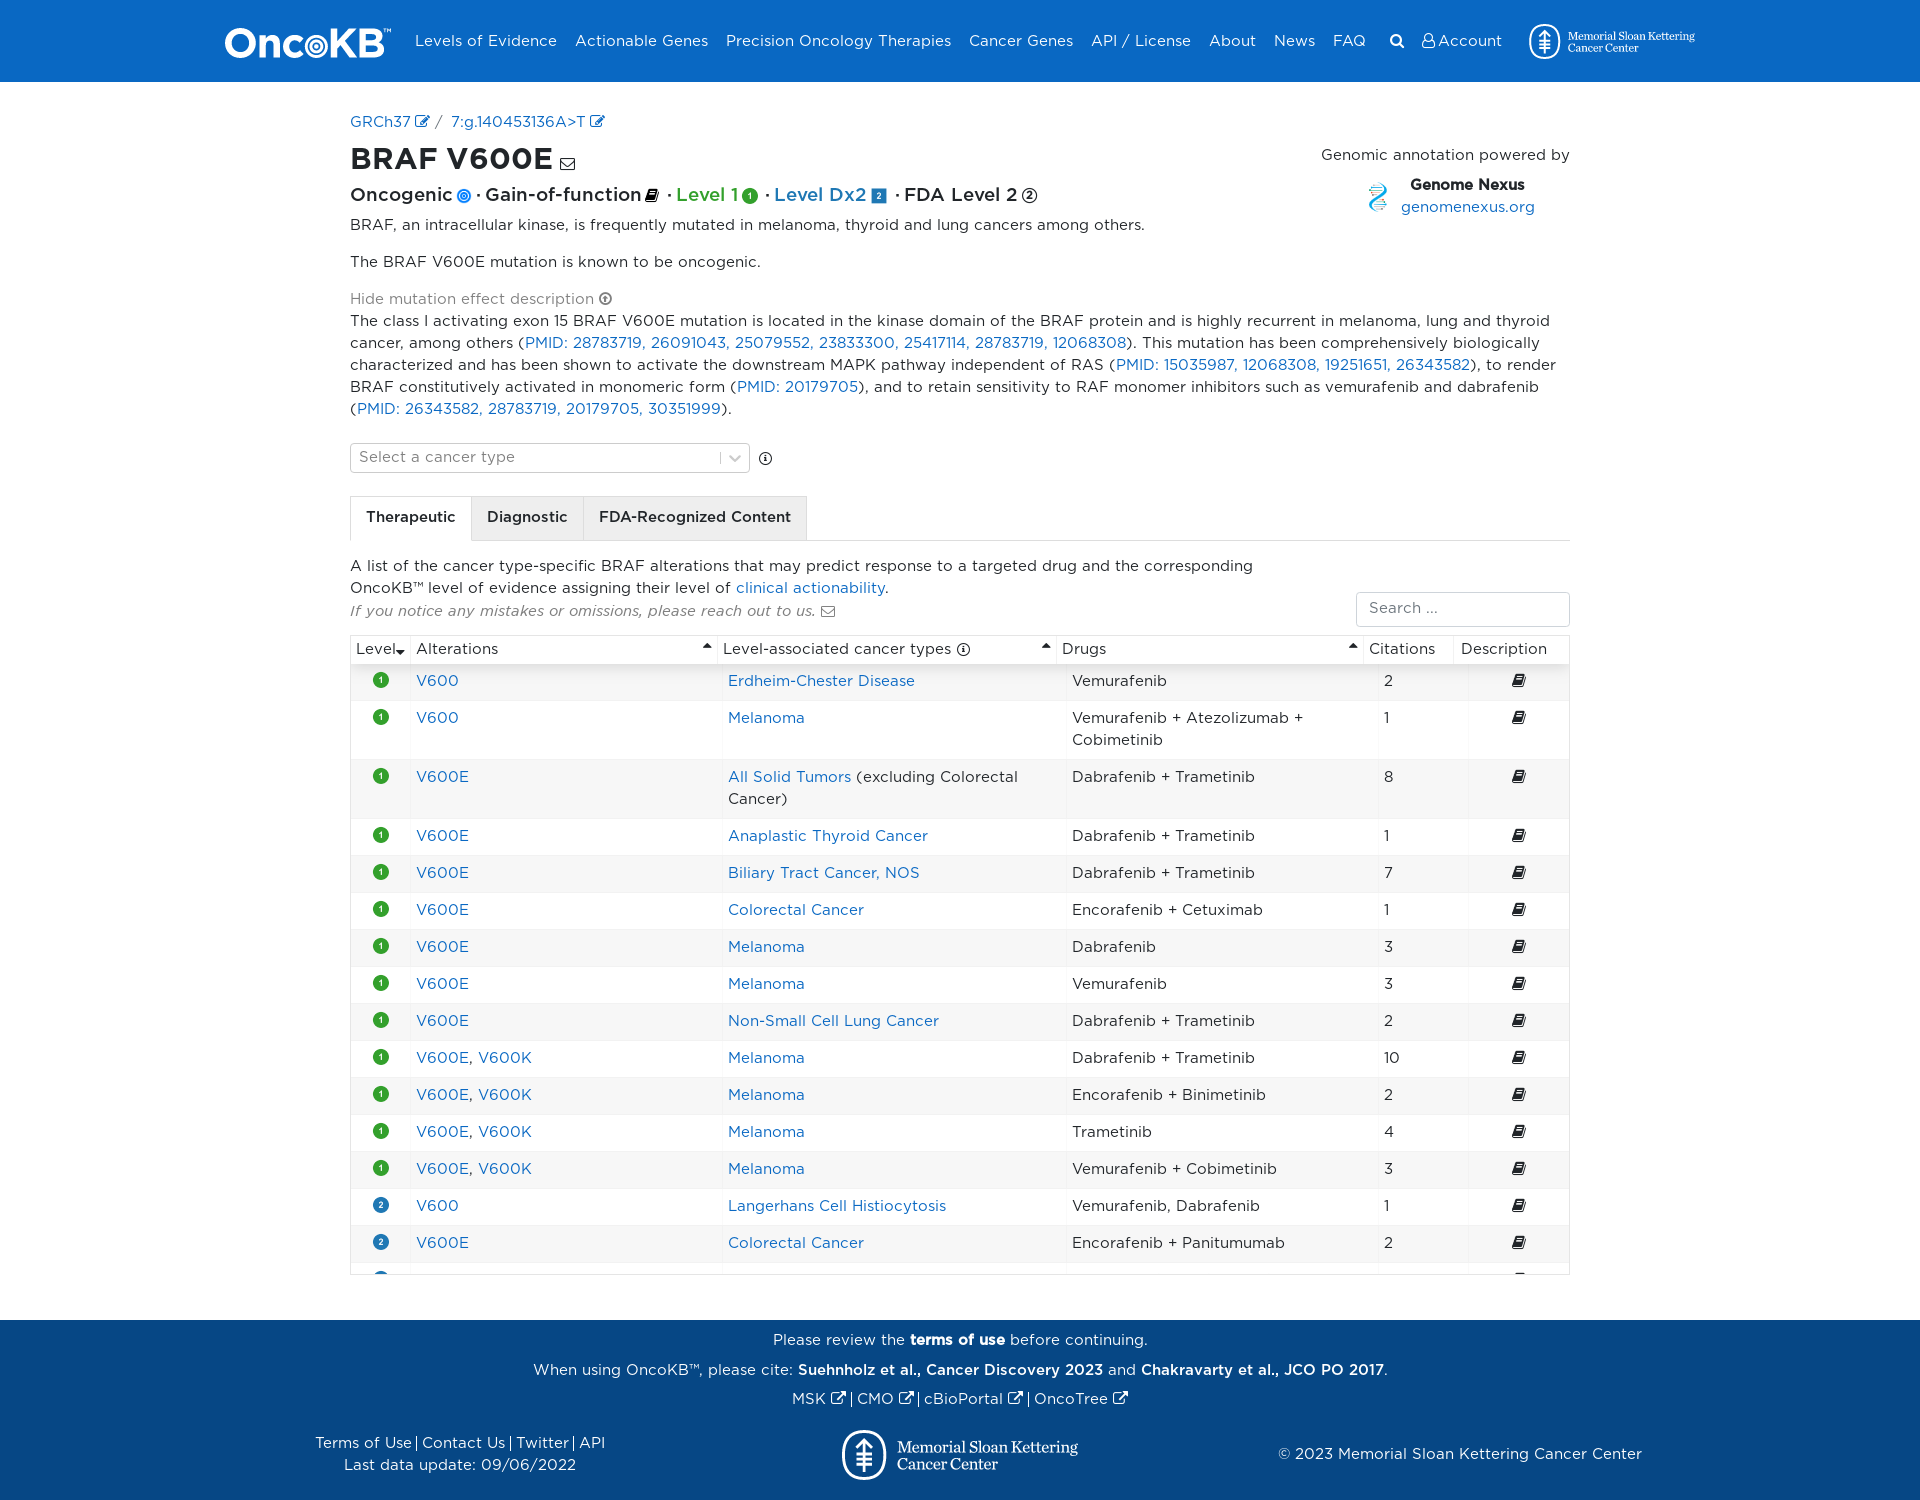 OncoKB™ Levels of Evidence Actionable Genes Precision Oncology Therapies Cancer Genes API / License About News FAQ Account Memorial Sloan Kettering Cancer Center
GRCh37 / 7:g.140453136A>T
BRAF V600E
Genomic annotation powered by
Genome Nexus
genomenexus.org
Oncogenic · Gain-of-function · Level 1 1 · Level Dx2 2 · FDA Level 2 2
BRAF, an intracellular kinase, is frequently mutated in melanoma, thyroid and lung cancers among others.
The BRAF V600E mutation is known to be oncogenic.
Hide mutation effect description
The class I activating exon 15 BRAF V600E mutation is located in the kinase domain of the BRAF protein and is highly recurrent in melanoma, lung and thyroid
cancer, among others (PMID: 28783719, 26091043, 25079552, 23833300, 25417114, 28783719, 12068308). This mutation has been comprehensively biologically
characterized and has been shown to activate the downstream MAPK pathway independent of RAS (PMID: 15035987, 12068308, 19251651, 26343582), to render
BRAF constitutively activated in monomeric form (PMID: 20179705), and to retain sensitivity to RAF monomer inhibitors such as vemurafenib and dabrafenib
(PMID: 26343582, 28783719, 20179705, 30351999).
Select a cancer type
Therapeutic Diagnostic FDA-Recognized Content
A list of the cancer type-specific BRAF alterations that may predict response to a targeted drug and the corresponding
OncoKB™ level of evidence assigning their level of clinical actionability.
If you notice any mistakes or omissions, please reach out to us.
Search ...
Level Alterations Level-associated cancer types Drugs Citations Description
1 V600 Erdheim-Chester Disease Vemurafenib 2
1 V600 Melanoma Vemurafenib + Atezolizumab + 1
Cobimetinib
1 V600E All Solid Tumors (excluding Colorectal Dabrafenib + Trametinib 8
Cancer)
1 V600E Anaplastic Thyroid Cancer Dabrafenib + Trametinib 1
1 V600E Biliary Tract Cancer, NOS Dabrafenib + Trametinib 7
1 V600E Colorectal Cancer Encorafenib + Cetuximab 1
1 V600E Melanoma Dabrafenib 3
1 V600E Melanoma Vemurafenib 3
1 V600E Non-Small Cell Lung Cancer Dabrafenib + Trametinib 2
1 V600E, V600K Melanoma Dabrafenib + Trametinib 10
1 V600E, V600K Melanoma Encorafenib + Binimetinib 2
1 V600E, V600K Melanoma Trametinib 4
1 V600E, V600K Melanoma Vemurafenib + Cobimetinib 3
2 V600 Langerhans Cell Histiocytosis Vemurafenib, Dabrafenib 1
2 V600E Colorectal Cancer Encorafenib + Panitumumab 2
Please review the terms of use before continuing.
When using OncoKB™, please cite: Suehnholz et al., Cancer Discovery 2023 and Chakravarty et al., JCO PO 2017.
MSK | CMO | cBioPortal | OncoTree
Terms of Use | Contact Us | Twitter | API
Last data update: 09/06/2022
Memorial Sloan Kettering
Cancer Center
© 2023 Memorial Sloan Kettering Cancer Center